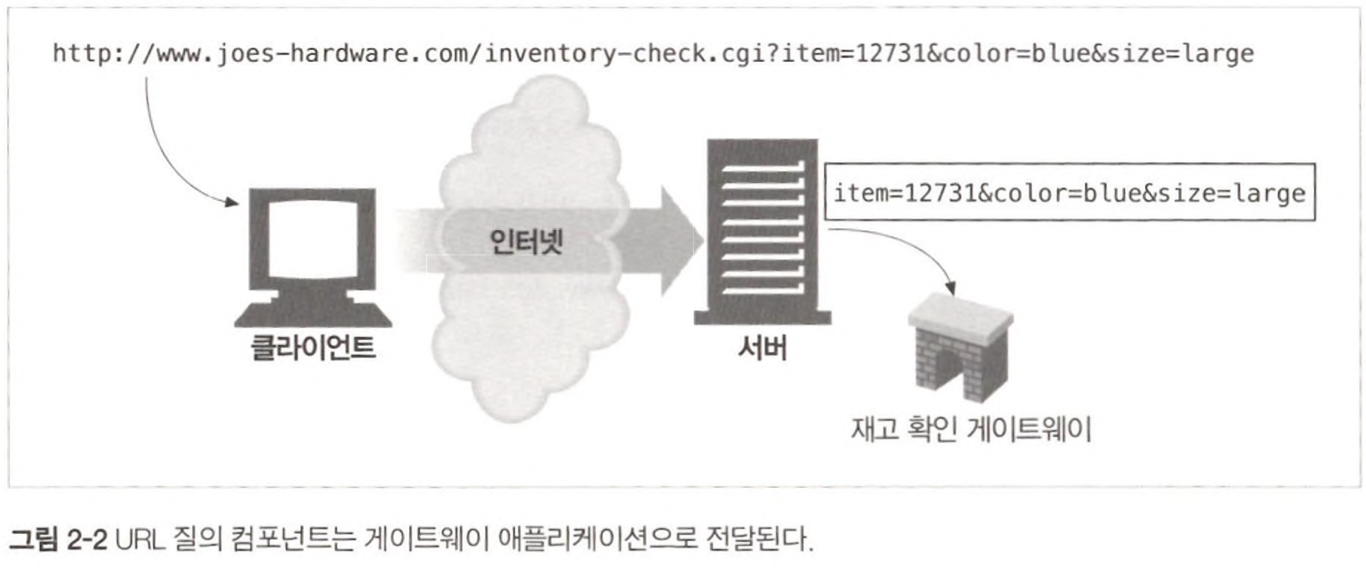 http://www.joes-hardware.com/inventory-check.cgi?item=12731&color=blue&size=large
item=12731&color=blue&size=large
인터넷
클라이언트
서버
재고 확인 게이트웨이
그림 2-2 URL 질의 컴포넌트는 게이트웨이 애플리케이션으로 전달된다.